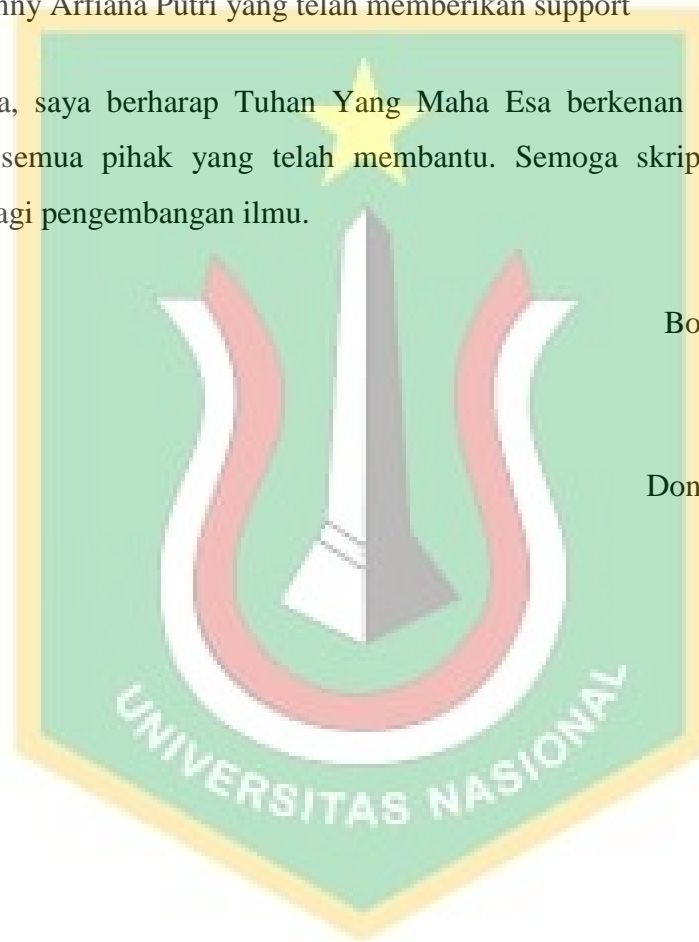 nny Arfiana Putri yang telah memberikan support
a, saya berharap Tuhan Yang Maha Esa berkenan
semua pihak yang telah membantu. Semoga skrip
agi pengembangan ilmu.
Bo
Don
UNIVERSITAS NASIONAL